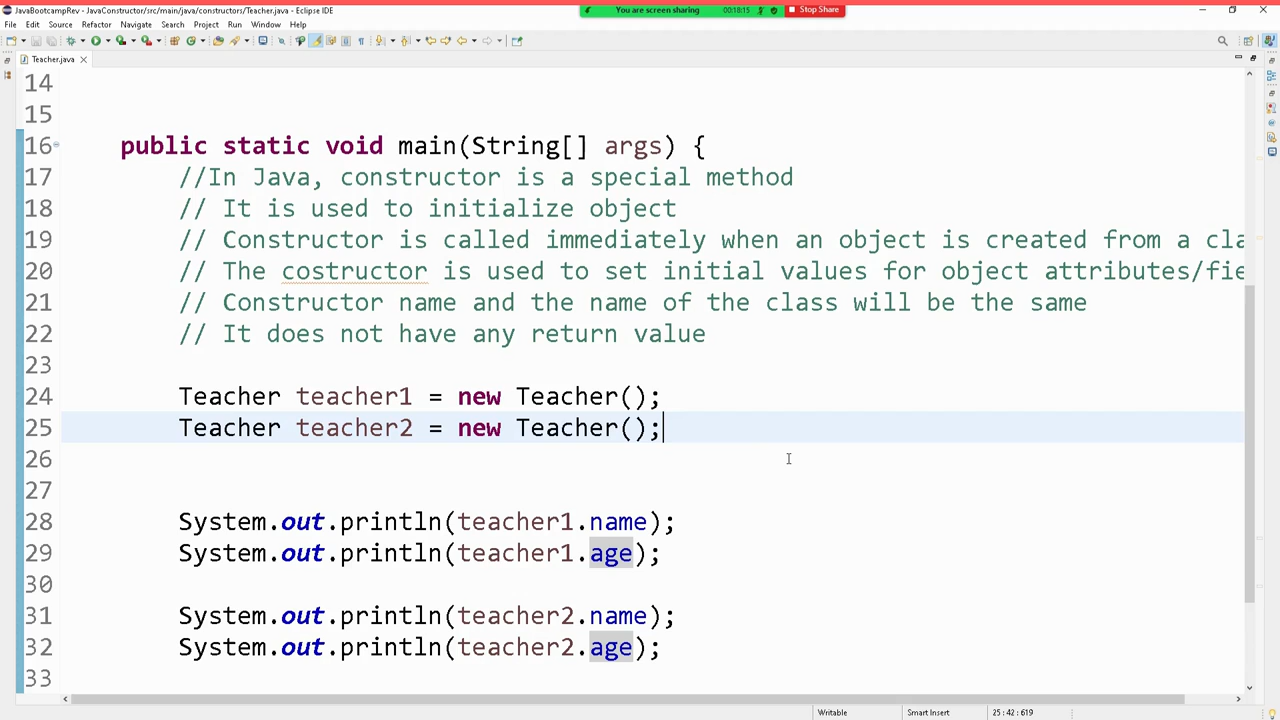 JavaBootcampRev - JavaConstructor/src/main/java/constructors/Teacher.java - Eclipse IDE
You are screen sharing 00:18:15 Stop Share
File Edit Source Refactor Navigate Search Project Run Window Help
Teacher.java
14
15
16 public static void main(String[] args) {
17 //In Java, constructor is a special method
18 // It is used to initialize object
19 // Constructor is called immediately when an object is created from a cla
20 // The costructor is used to set initial values for object attributes/fie
21 // Constructor name and the name of the class will be the same
22 // It does not have any return value
23
24 Teacher teacher1 = new Teacher();
25 Teacher teacher2 = new Teacher();
26
27
28 System.out.println(teacher1.name);
29 System.out.println(teacher1.age);
30
31 System.out.println(teacher2.name);
32 System.out.println(teacher2.age);
33
Writable Smart Insert 25 : 42 : 619